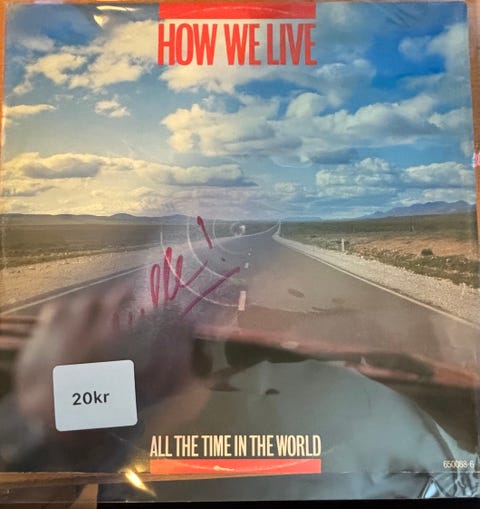 HOW WE LIVE
20kr
ALL THE TIME IN THE WORLD
650068-6